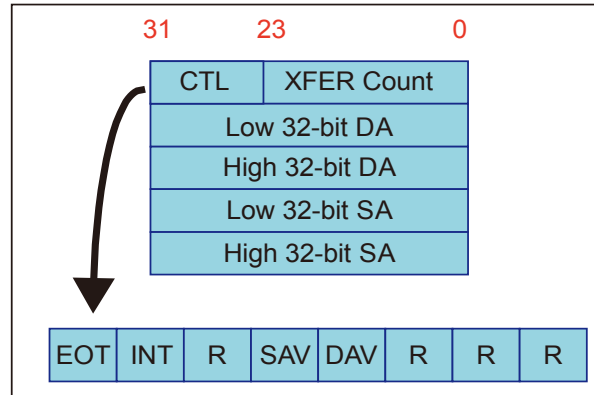 31 23 0
CTL XFER Count
Low 32-bit DA
High 32-bit DA
Low 32-bit SA
High 32-bit SA
EOT INT R SAV DAV R R R